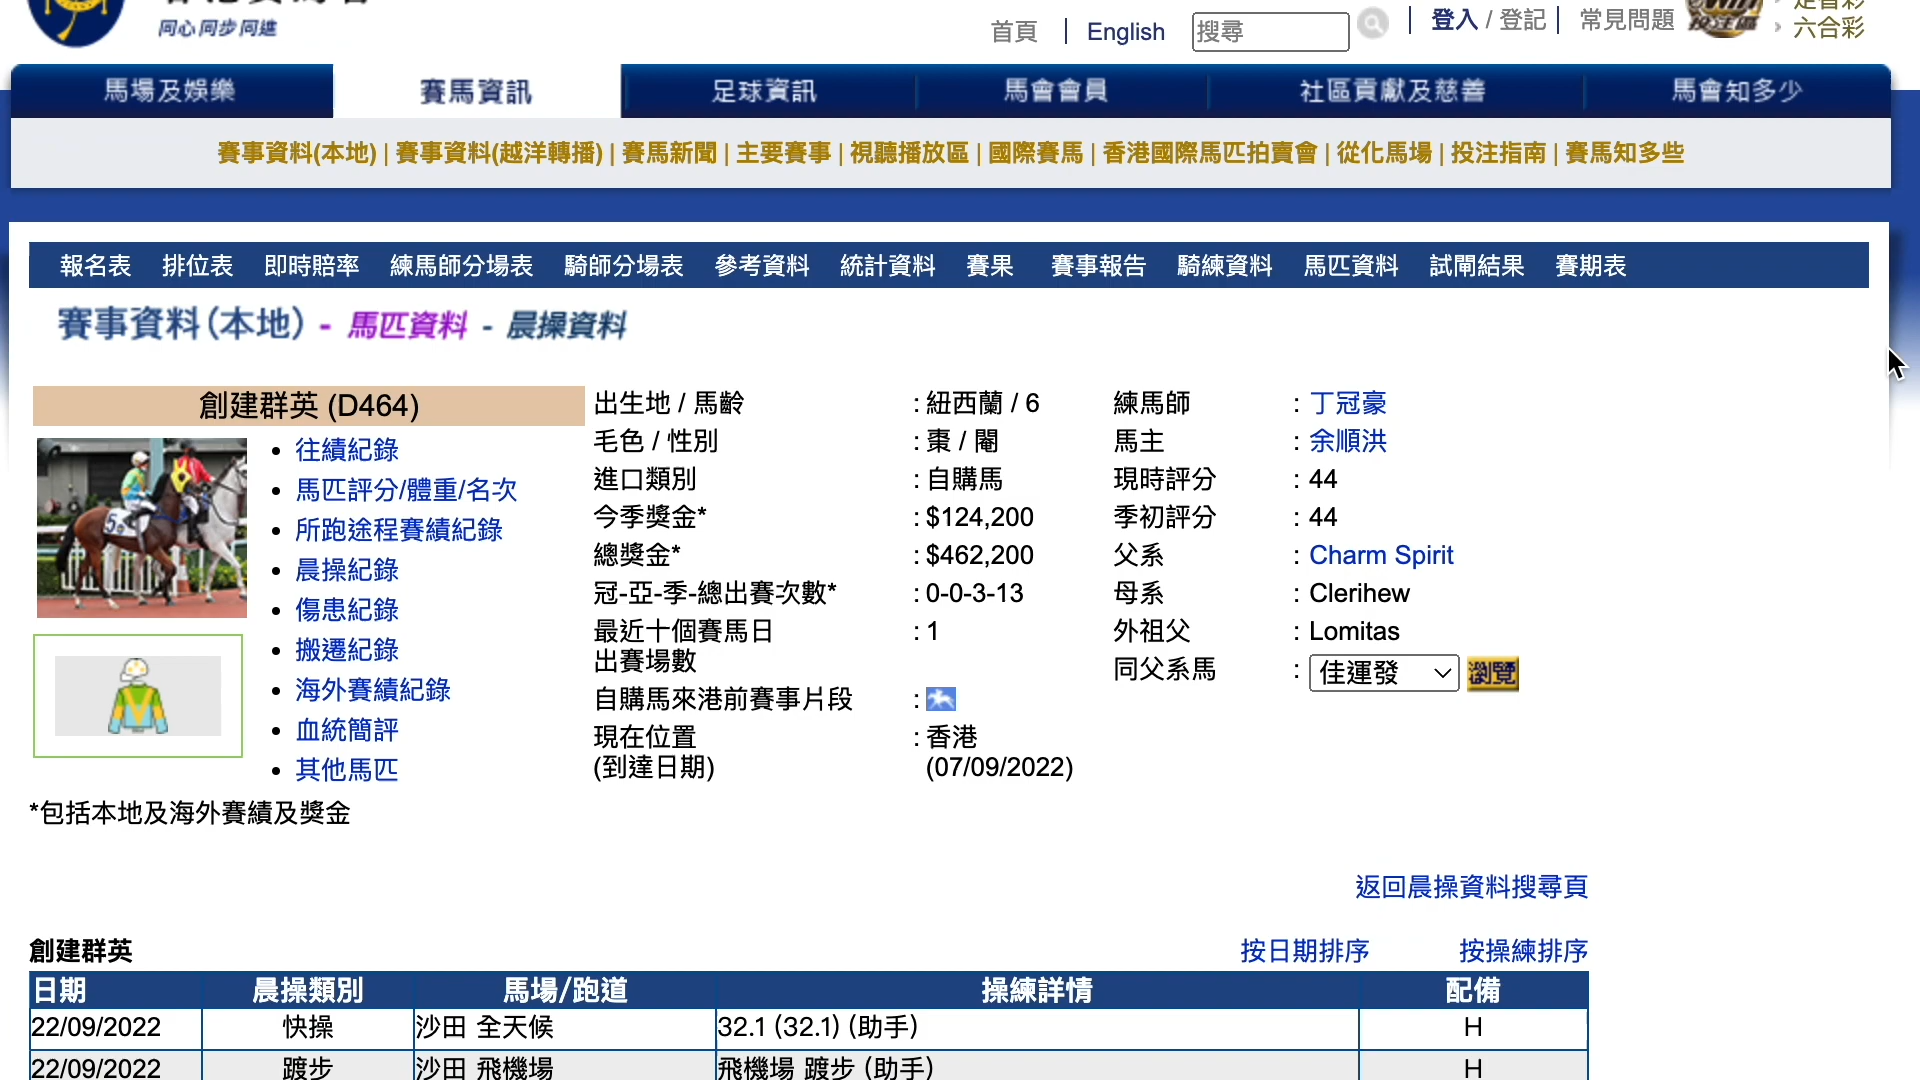 同心同步同進
首頁 | English 搜尋 | 登入 / 登記 | 常見問題
六合彩
馬場及娛樂 賽馬資訊 足球資訊 馬會會員 社區貢獻及慈善 馬會知多少
賽事資料(本地) | 賽事資料(越洋轉播) | 賽馬新聞 | 主要賽事 | 視聽播放區 | 國際賽馬 | 香港國際馬匹拍賣會 | 從化馬場 | 投注指南 | 賽馬知多些
報名表 排位表 即時賠率 練馬師分場表 騎師分場表 參考資料 統計資料 賽果 賽事報告 騎練資料 馬匹資料 試閘結果 賽期表
賽事資料(本地) - 馬匹資料 - 晨操資料
創建群英 (D464)
往績紀錄
馬匹評分/體重/名次
所跑途程賽績紀錄
晨操紀錄
傷患紀錄
搬遷紀錄
海外賽績紀錄
血統簡評
其他馬匹
出生地 / 馬齡 : 紐西蘭 / 6
毛色 / 性別 : 棗 / 閹
進口類別 : 自購馬
今季獎金* : $124,200
總獎金* : $462,200
冠-亞-季-總出賽次數* : 0-0-3-13
最近十個賽馬日 : 1
出賽場數
自購馬來港前賽事片段 :
現在位置 : 香港
(到達日期) (07/09/2022)
練馬師 : 丁冠豪
馬主 : 余順洪
現時評分 : 44
季初評分 : 44
父系 : Charm Spirit
母系 : Clerihew
外祖父 : Lomitas
同父系馬 : 佳運發 瀏覽
*包括本地及海外賽績及獎金
返回晨操資料搜尋頁
創建群英 按日期排序 按操練排序
日期 晨操類別 馬場/跑道 操練詳情 配備
22/09/2022 快操 沙田 全天候 32.1 (32.1) (助手) H
22/09/2022 踱步 沙田 飛機場 飛機場 踱步 (助手) H